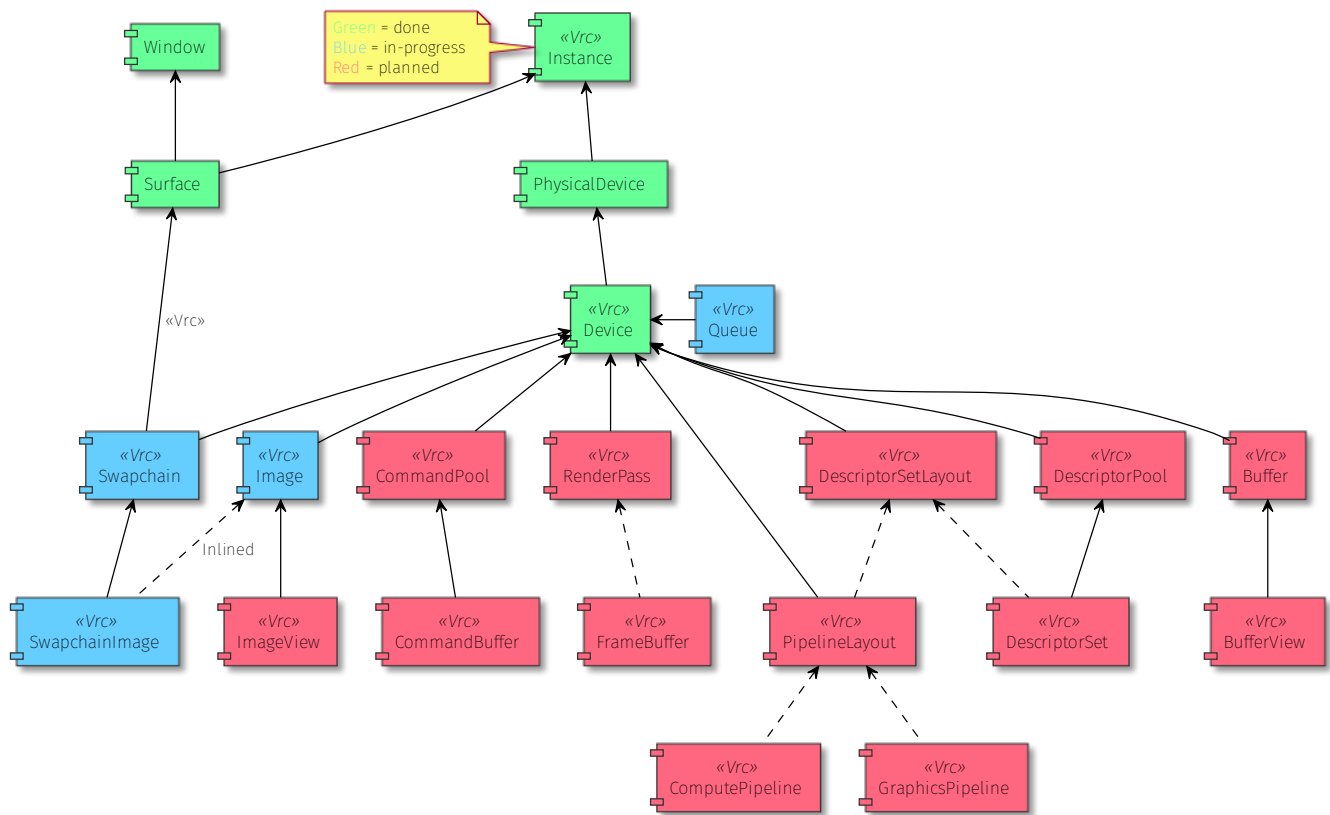 Window
Green = done
Blue = in-progress
Red = planned
«Vrc»
Instance
Surface
PhysicalDevice
«Vrc»
«Vrc»
Device
«Vrc»
Queue
«Vrc»
Swapchain
«Vrc»
Image
«Vrc»
CommandPool
«Vrc»
RenderPass
«Vrc»
DescriptorSetLayout
«Vrc»
DescriptorPool
«Vrc»
Buffer
Inlined
«Vrc»
SwapchainImage
«Vrc»
ImageView
«Vrc»
CommandBuffer
«Vrc»
FrameBuffer
«Vrc»
PipelineLayout
«Vrc»
DescriptorSet
«Vrc»
BufferView
«Vrc»
ComputePipeline
«Vrc»
GraphicsPipeline